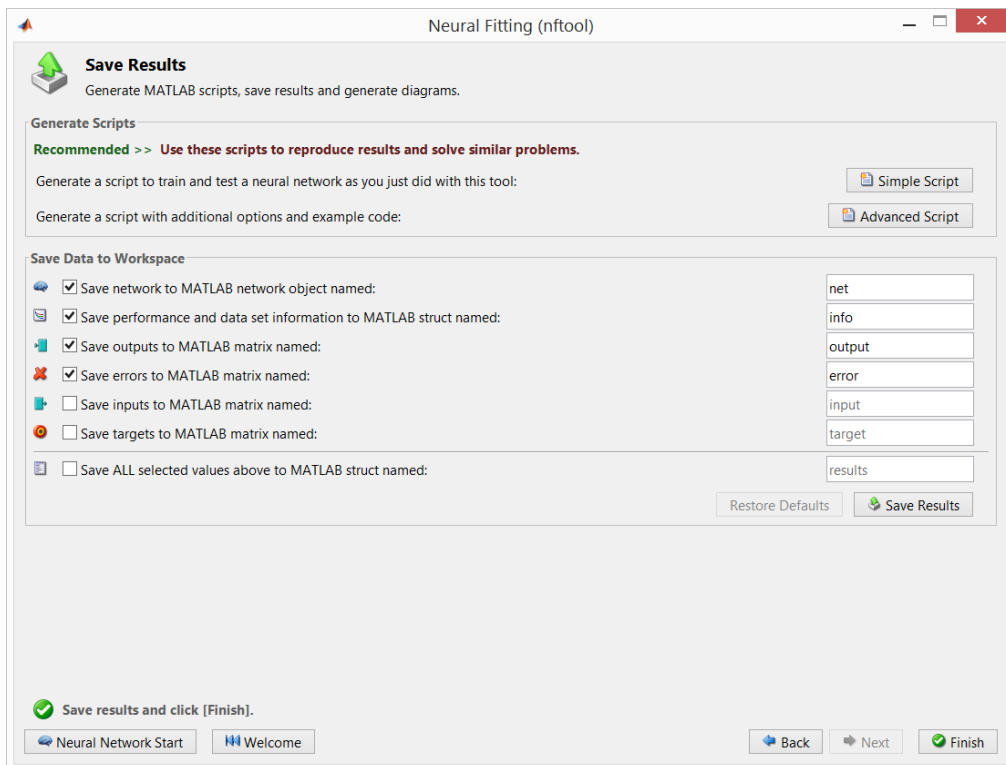 Neural Fitting (nftool)
Save Results
Generate MATLAB scripts, save results and generate diagrams.
Generate Scripts
Recommended >> Use these scripts to reproduce results and solve similar problems.
Generate a script to train and test a neural network as you just did with this tool: Simple Script
Generate a script with additional options and example code: Advanced Script
Save Data to Workspace
Save network to MATLAB network object named: net
Save performance and data set information to MATLAB struct named: info
Save outputs to MATLAB matrix named: output
Save errors to MATLAB matrix named: error
Save inputs to MATLAB matrix named: input
Save targets to MATLAB matrix named: target
Save ALL selected values above to MATLAB struct named: results
Restore Defaults Save Results
Save results and click [Finish].
Neural Network Start Welcome Back Next Finish